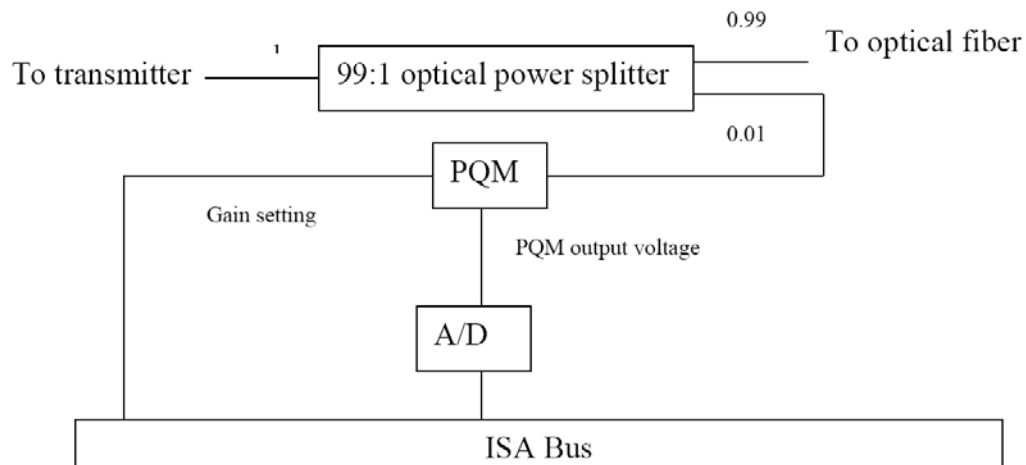 0.99
1
To optical fiber
To transmitter
99:1 optical power splitter
0.01
PQM
Gain setting
PQM output voltage
A/D
ISA Bus